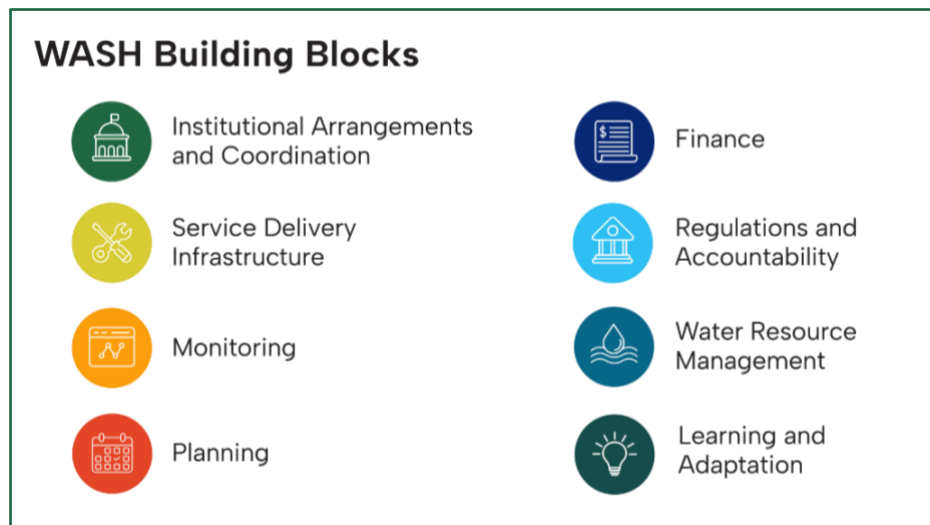 WASH Building Blocks
Institutional Arrangements
and Coordination
Service Delivery
Infrastructure
Monitoring
Planning
$
Finance
Regulations and
Accountability
Water Resource
Management
Learning and
Adaptation